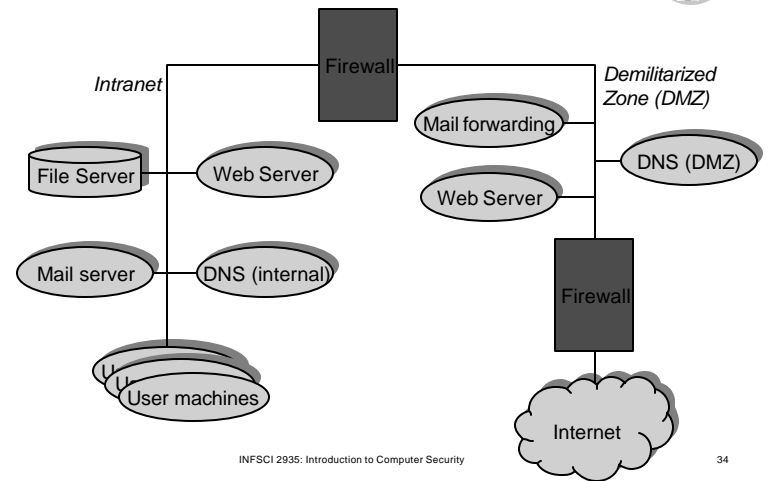 Firewall
Intranet
Demilitarized
Zone (DMZ)
Mail forwarding
File Server
Web Server
DNS (DMZ)
Web Server
Mail server
DNS (internal)
Firewall
U
Us
User machines
Internet
INFSCI 2935: Introduction to Computer Security
34